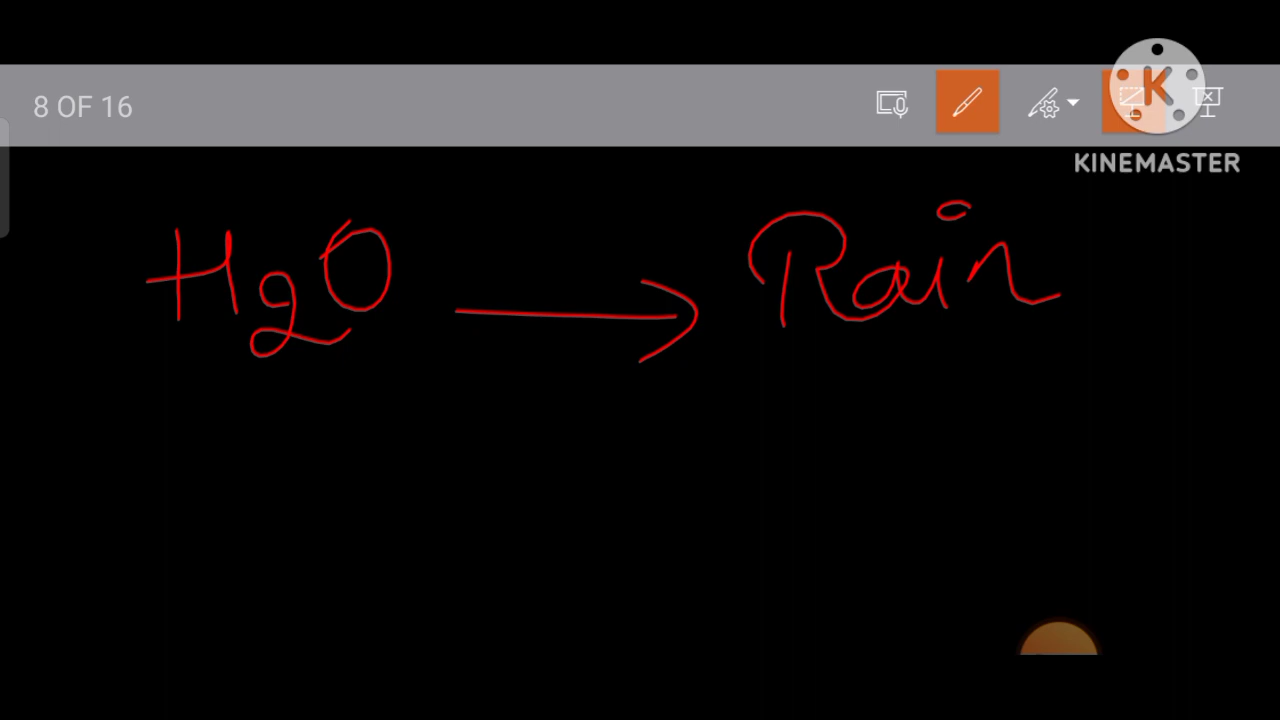 8 OF 16
K
KINEMASTER
H2O → Rain